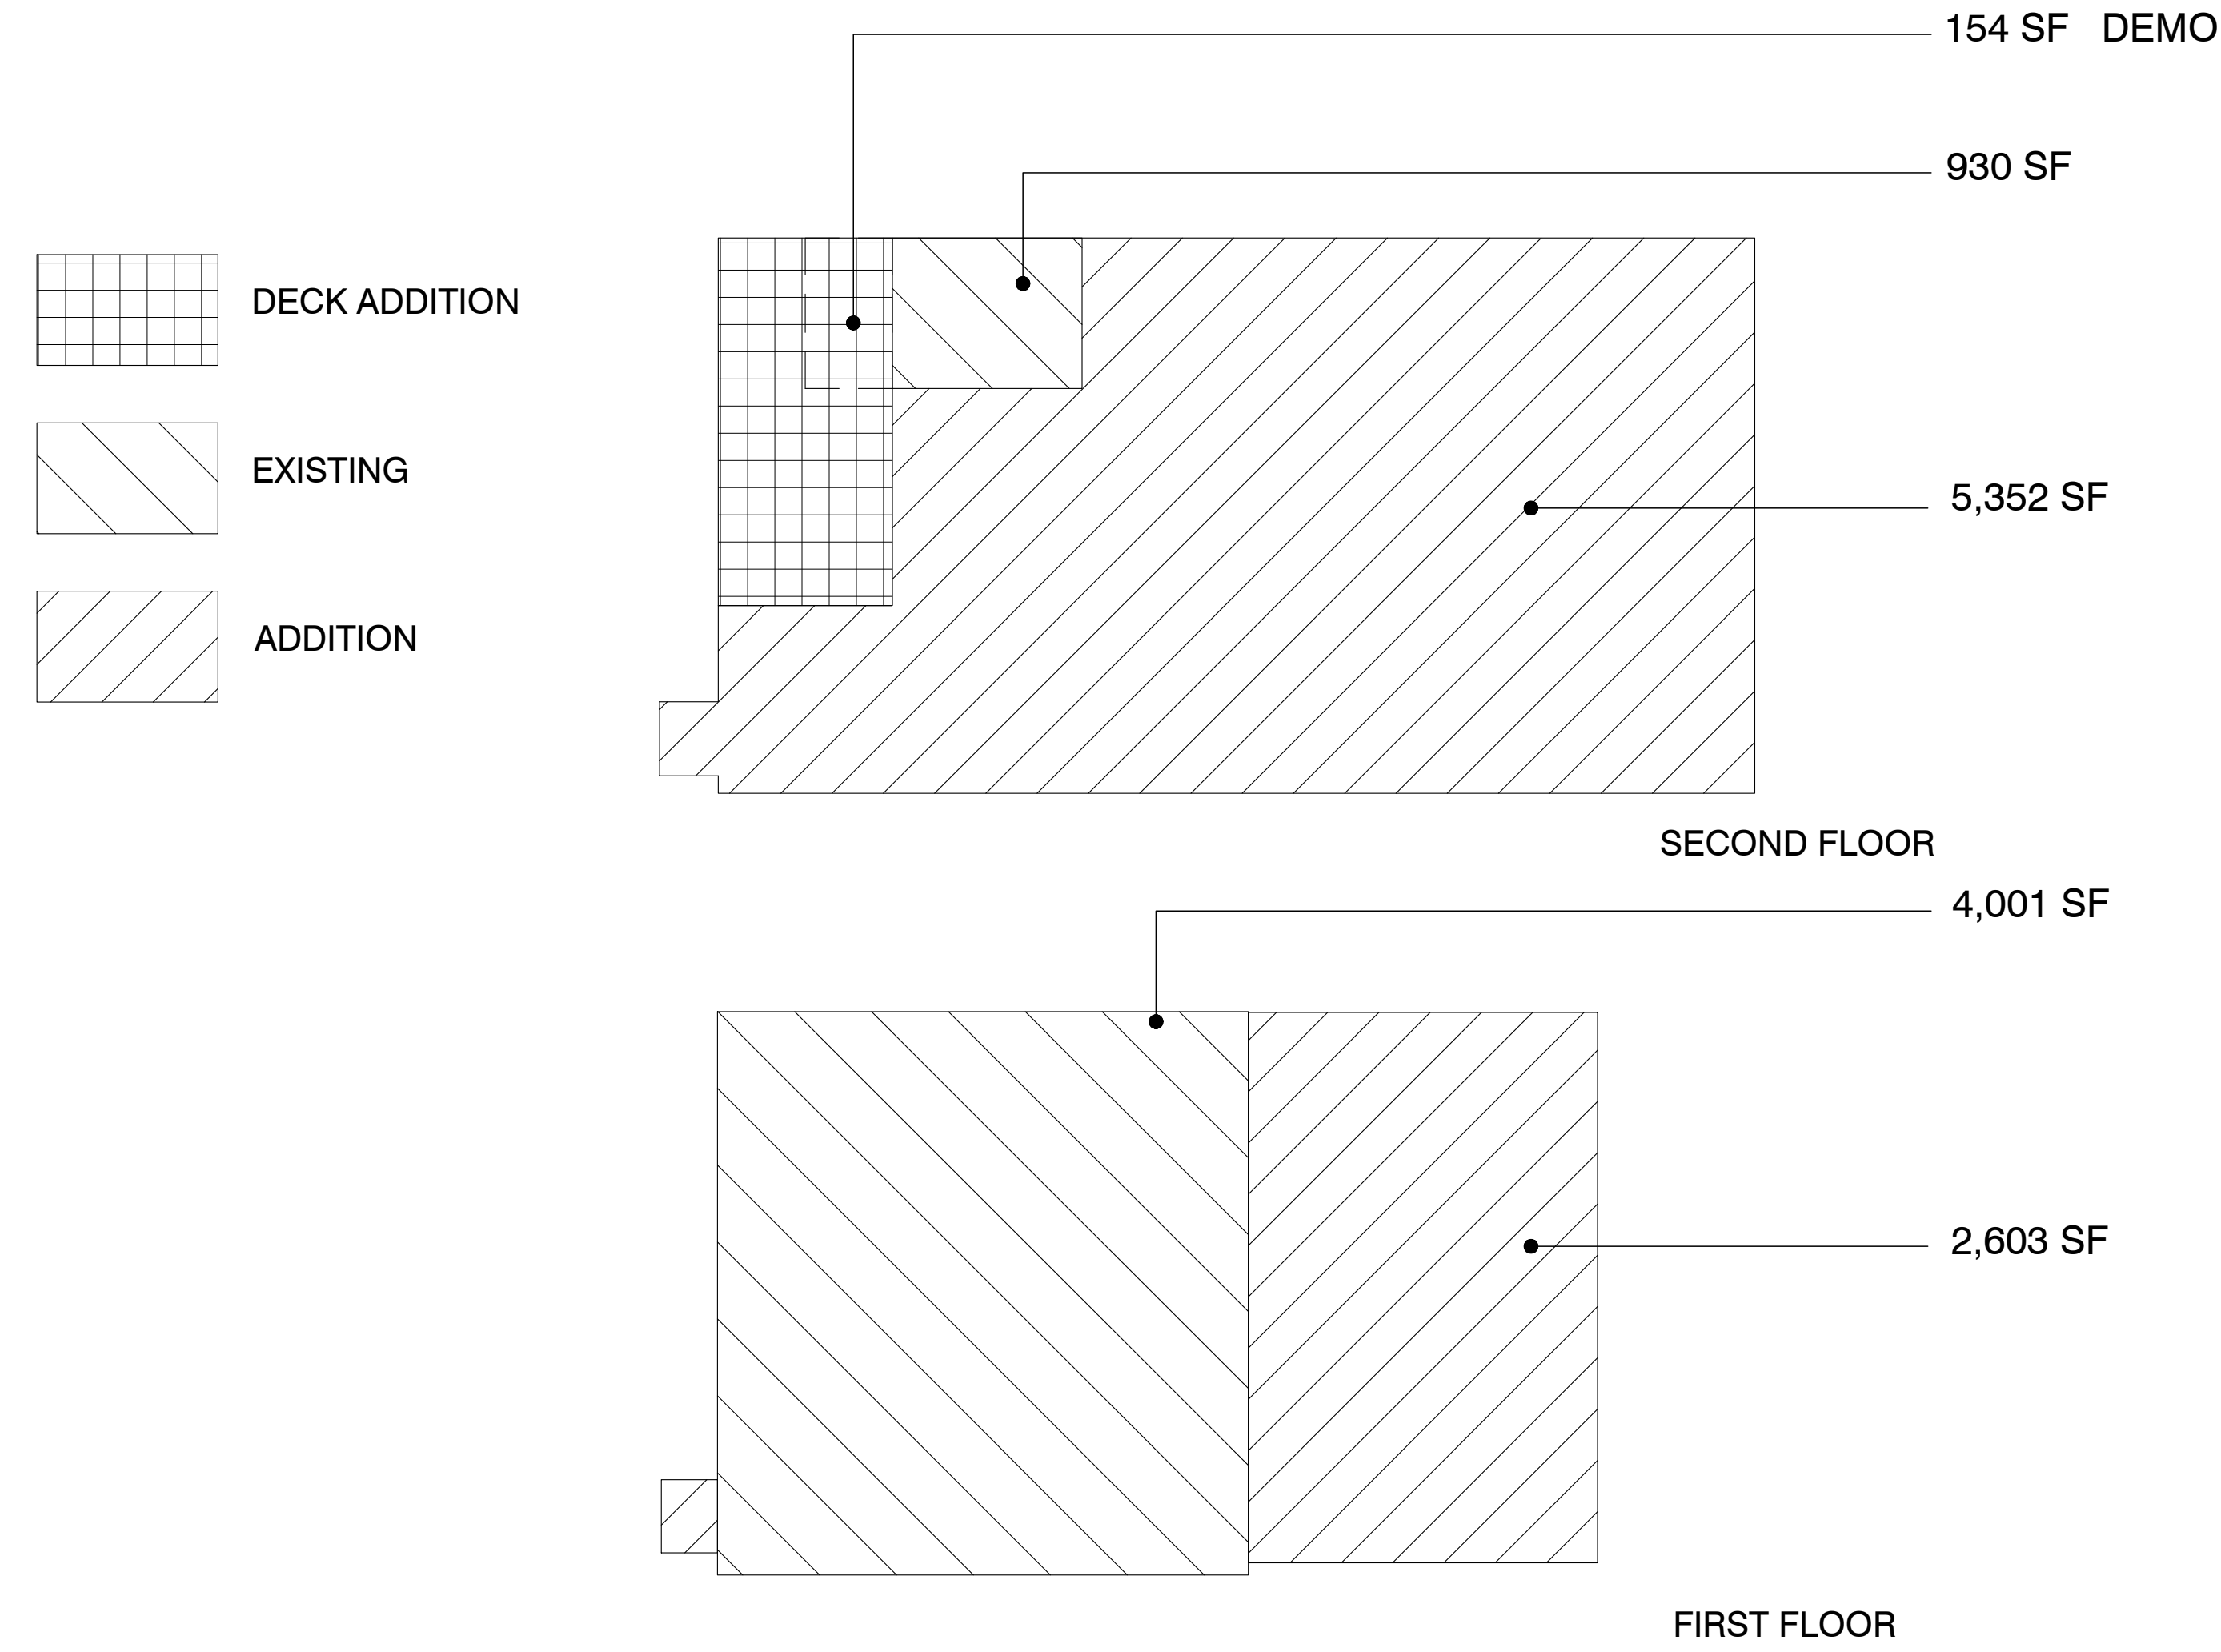 154 SF DEMO
930 SF
DECK ADDITION
EXISTING
5,352 SF
ADDITION
SECOND FLOOR
4,001 SF
2,603 SF
FIRST FLOOR